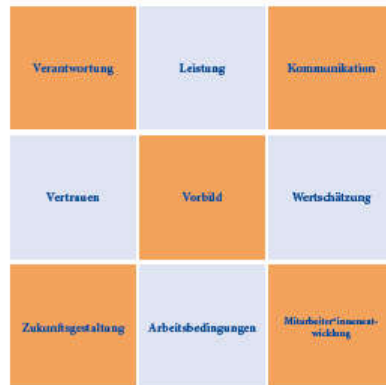 Verantwortung
Leistung
Kommunikation
Vertrauen
Vorbild
Wertschätzung
Zukunftsgestaltung
Arbeitsbedingungen
Mitarbeiter*innenent-
wicklung